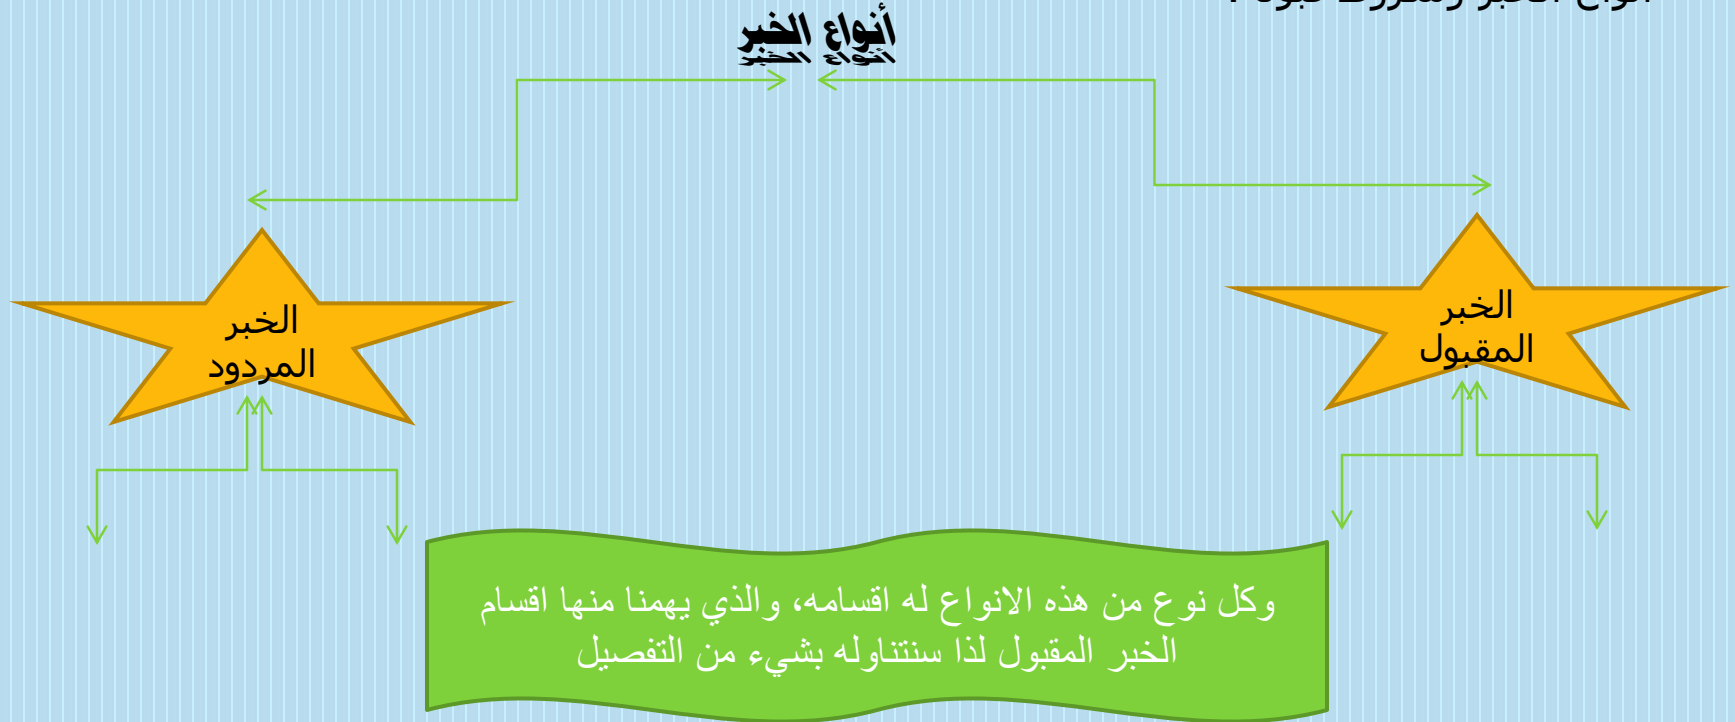 أنواع الخبر
الخبر
المقبول
الخبر
المردود
وكل نوع من هذه الانواع له اقسامه، والذي يهمنا منها اقسام
الخبر المقبول لذا سنتناوله بشيء من التفصيل